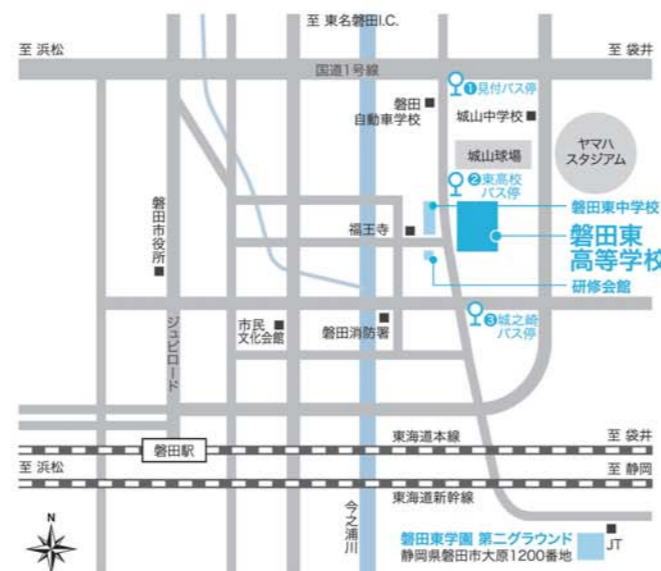 至 東名磐田I.C.
至 浜松
至 袋井
国道1号線
❶見付バス停
磐田
自動車学校
城山中学校
ヤマハ
スタジアム
城山球場
❷東高校
バス停
磐田東中学校
福王寺
磐田東
高等学校
磐田市役所
研修会館
ジュビロード
市民
文化会館
磐田消防署
❸城之崎
バス停
東海道本線
至 袋井
磐田駅
至 浜松
至 静岡
東海道新幹線
今之浦川
N
磐田東学園 第二グラウンド
静岡県磐田市大原1200番地
JT